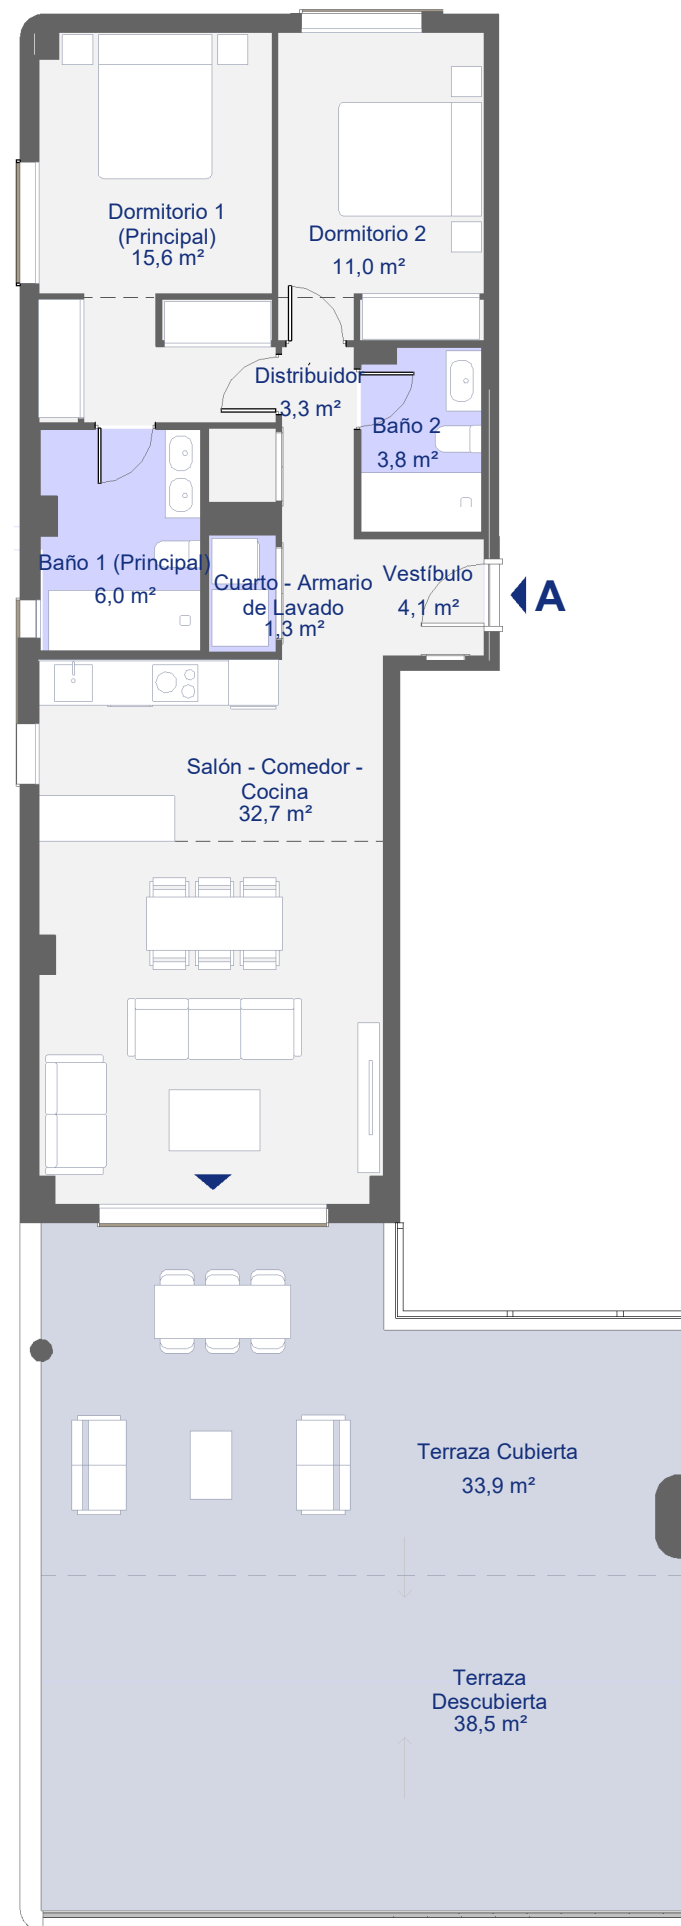 Dormitorio 1
(Principal)
15,6 m²
Dormitorio 2
11,0 m²
Distribuidor
3,3 m²
Baño 2
3,8 m²
Baño 1 (Principal)
6,0 m²
Cuarto - Armario
de Lavado
1,3 m²
Vestíbulo
4,1 m²
A
Salón - Comedor -
Cocina
32,7 m²
Terraza Cubierta
33,9 m²
Terraza
Descubierta
38,5 m²